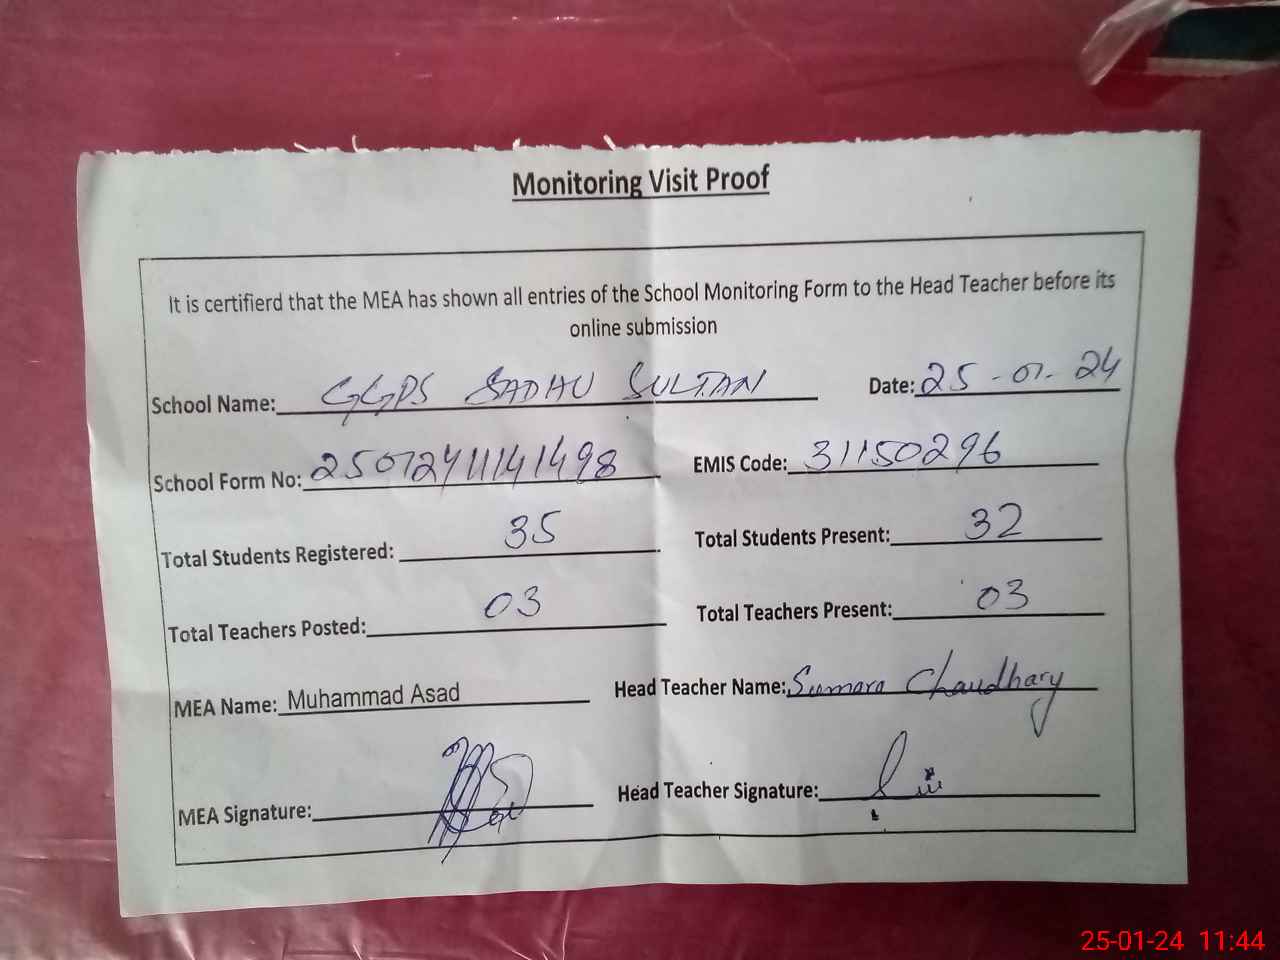 Monitoring Visit Proof
It is certifierd that the MEA has shown all entries of the School Monitoring Form to the Head Teacher before its
online submission
School Name: GGPS SADHU SULTAN Date: 25-01-24
School Form No: 25012411141498 EMIS Code: 31150296
Total Students Registered: 35 Total Students Present: 32
Total Teachers Posted: 03 Total Teachers Present: 03
MEA Name: Muhammad Asad Head Teacher Name: Sumara Chaudhary
MEA Signature: Head Teacher Signature:
25-01-24 11:44